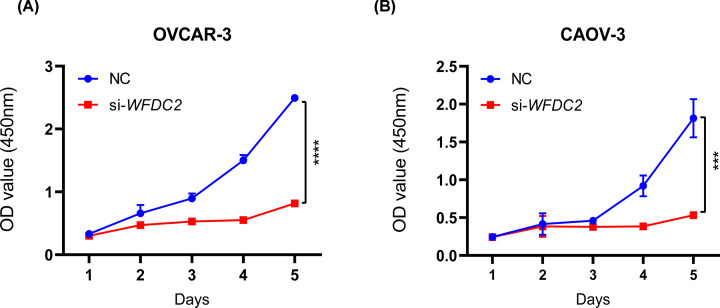 (A)
OVCAR-3
OD value (450nm)
3
2
1
0
NC
si-WFDC2
****
1 2 3 4 5
Days
(B)
CAOV-3
OD value (450nm)
2.5
2.0
1.5
1.0
0.5
0.0
NC
si-WFDC2
***
1 2 3 4 5
Days